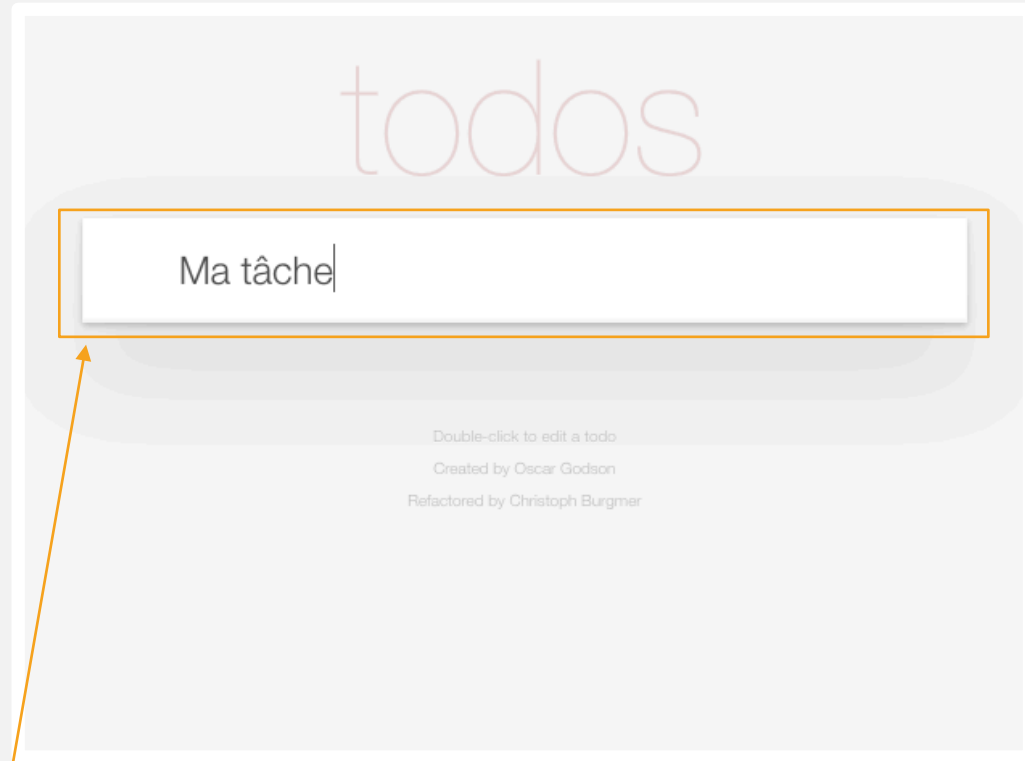 todos
Ma tâche
Double-click to edit a todo
Created by Oscar Godson
Refactored by Christoph Burgmer